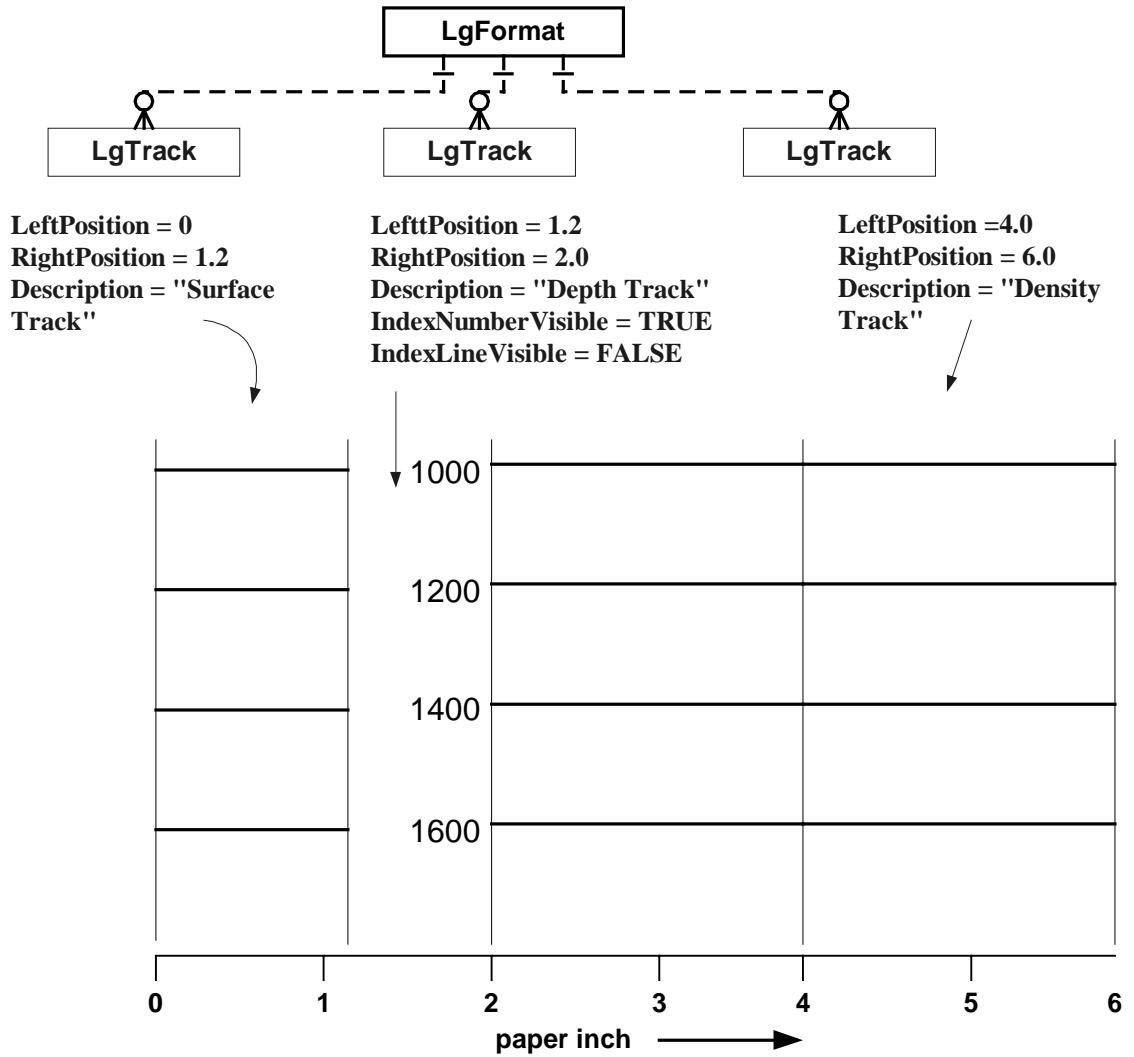 LgFormat
LgTrack
LgTrack
LgTrack
LeftPosition = 0
RightPosition = 1.2
Description = "Surface
Track"
LefttPosition = 1.2
RightPosition = 2.0
Description = "Depth Track"
IndexNumberVisible = TRUE
IndexLineVisible = FALSE
LeftPosition =4.0
RightPosition = 6.0
Description = "Density
Track"
1000
1200
1400
1600
0 1 2 3 4 5 6
paper inch